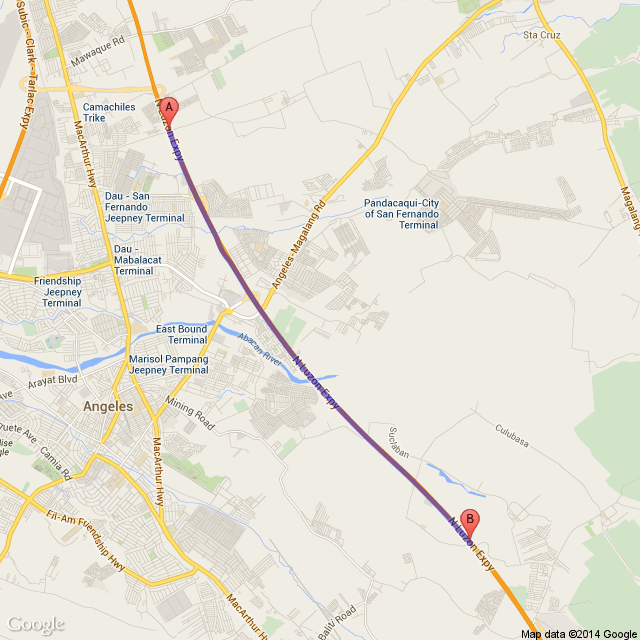 Subic - Clark - Tarlac Expy
Mawaque Rd
Sta Cruz
Camachiles
Trike
A
N Luzon Expy
MacArthur Hwy
Dau - San
Fernando
Jeepney Terminal
Pandacaqui-City
of San Fernando
Terminal
Magalang
Angeles-Magalang Rd
Dau -
Mabalacat
Terminal
Friendship
Jeepney
Terminal
East Bound
Terminal
Abacan River
Marisol Pampang
Jeepney Terminal
N Luzon Expy
Arayat Blvd
Ave
Angeles
Mining Road
Suclaban
Culubasa
Camia Rd
MacArthur Hwy
Fil-Am Friendship Hwy
B
N Luzon Expy
MacArthur Hw
Bality Road
Google
Map data ©2014 Google